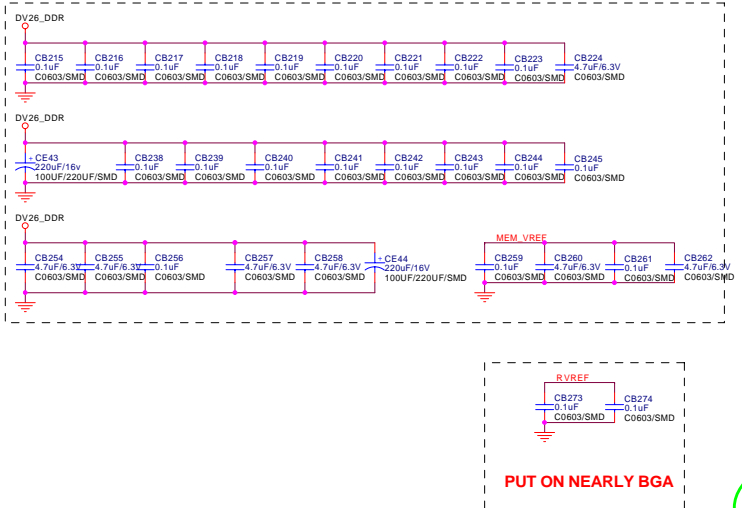 DV26_DDR
CB215 CB216 CB217 CB218 CB219 CB220 CB221 CB222 CB223 CB224
0.1uF 0.1uF 0.1uF 0.1uF 0.1uF 0.1uF 0.1uF 0.1uF 0.1uF 4.7uF/6.3V
C0603/SMD C0603/SMD C0603/SMD C0603/SMD C0603/SMD C0603/SMD C0603/SMD C0603/SMD C0603/SMD C0603/SMD
DV26_DDR
+ CE43 CB238 CB239 CB240 CB241 CB242 CB243 CB244 CB245
220uF/16v 0.1uF 0.1uF 0.1uF 0.1uF 0.1uF 0.1uF 0.1uF 0.1uF
100UF/220UF/SMD C0603/SMD C0603/SMD C0603/SMD C0603/SMD C0603/SMD C0603/SMD C0603/SMD C0603/SMD
DV26_DDR
MEM_VREF
CB254 CB255 CB256 CB257 CB258 + CE44 CB259 CB260 CB261 CB262
4.7uF/6.3V 4.7uF/6.3V 0.1uF 4.7uF/6.3V 4.7uF/6.3V 220uF/16V 0.1uF 4.7uF/6.3V 0.1uF 4.7uF/6.3V
C0603/SMD C0603/SMD C0603/SMD C0603/SMD C0603/SMD 100UF/220UF/SMD C0603/SMD C0603/SMD C0603/SMD C0603/SMD
RVREF
CB273 CB274
0.1uF 0.1uF
C0603/SMD C0603/SMD
PUT ON NEARLY BGA